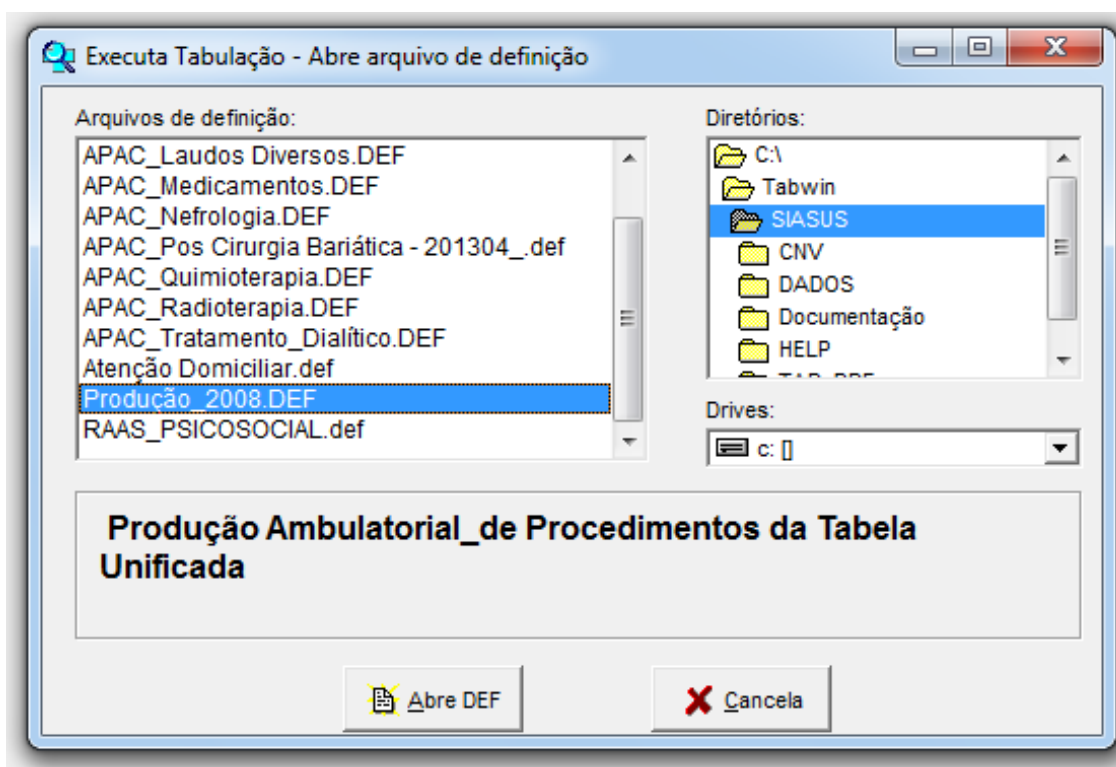 Executa Tabulação - Abre arquivo de definição
Arquivos de definição:
APAC_Laudos Diversos.DEF
APAC_Medicamentos.DEF
APAC_Nefrologia.DEF
APAC_Pos Cirurgia Bariática - 201304_.def
APAC_Quimioterapia.DEF
APAC_Radioterapia.DEF
APAC_Tratamento_Dialítico.DEF
Atenção Domiciliar.def
Produção_2008.DEF
RAAS_PSICOSOCIAL.def
Diretórios:
C:\
Tabwin
SIASUS
CNV
DADOS
Documentação
HELP
Drives:
c: []
Produção Ambulatorial_de Procedimentos da Tabela
Unificada
Abre DEF
Cancela